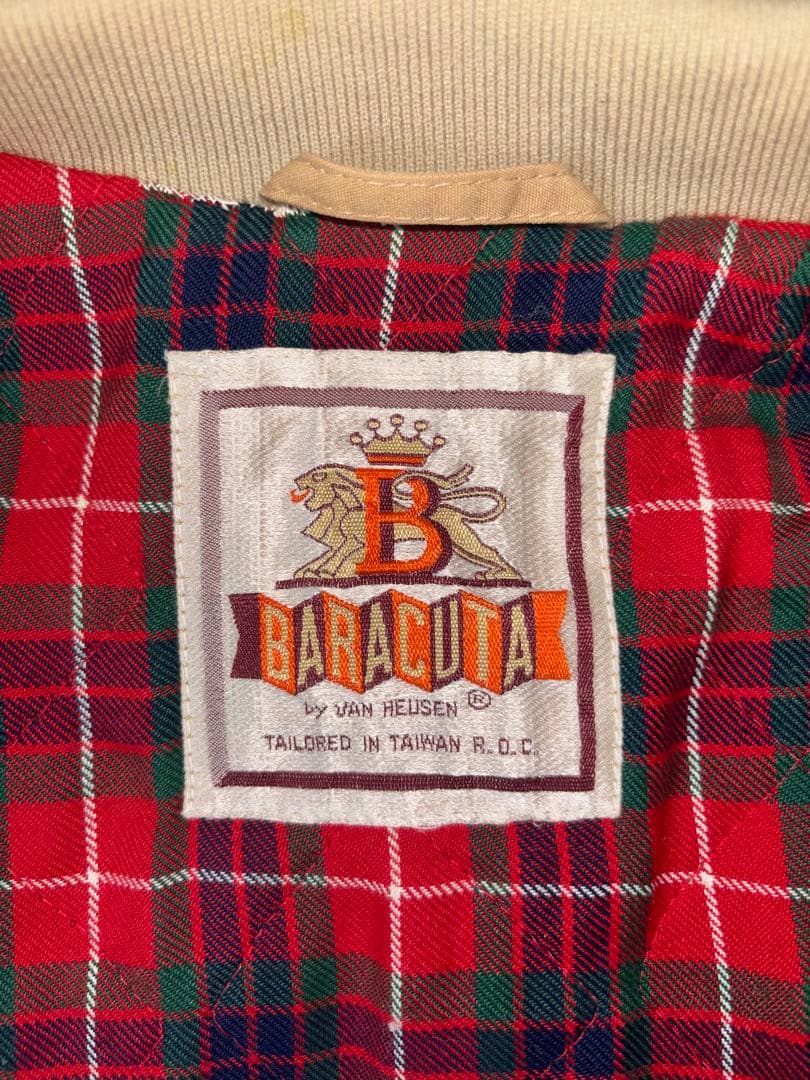 B
BARACUTA
by VAN HEUSEN ®
TAILORED IN TAIWAN R.O.C.